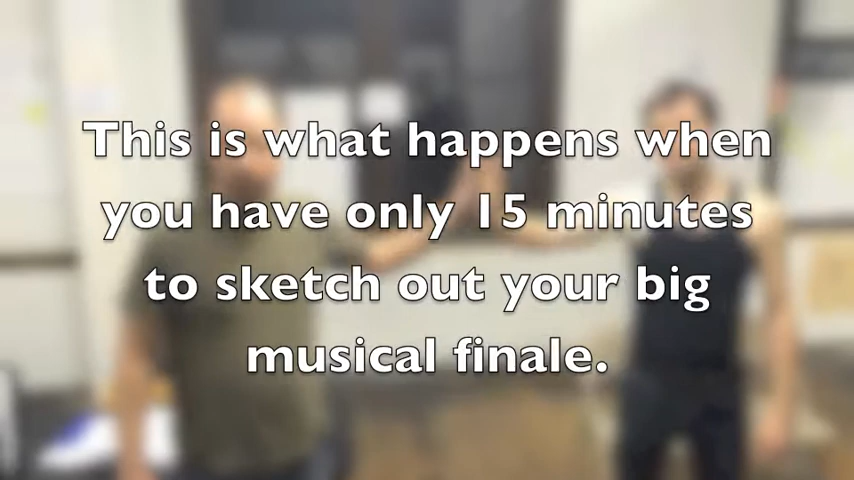 This is what happens when
you have only 15 minutes
to sketch out your big
musical finale.